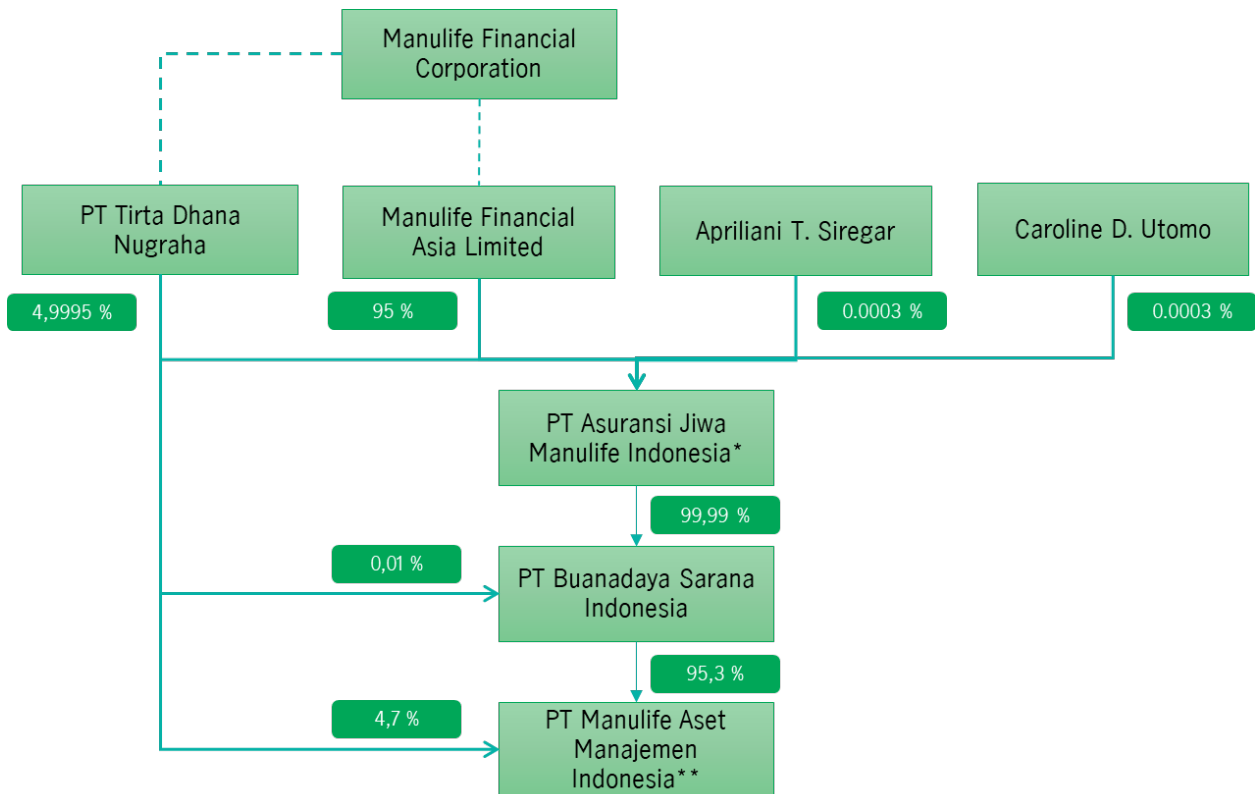 Manulife Financial
Corporation
PT Tirta Dhana
Nugraha
Manulife Financial
Asia Limited
Apriliani T. Siregar
Caroline D. Utomo
4,9995 %
95 %
0.0003 %
0.0003 %
PT Asuransi Jiwa
Manulife Indonesia*
99,99 %
0,01 %
PT Buanadaya Sarana
Indonesia
95,3 %
4,7 %
PT Manulife Aset
Manajemen
Indonesia**